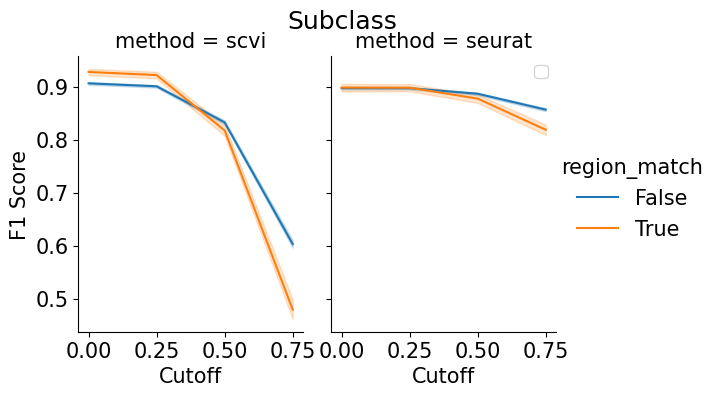 Subclass
method = scvi
method = seurat
F1 Score
0.9
0.8
0.7
0.6
0.5
0.00 0.25 0.50 0.75
0.00 0.25 0.50 0.75
Cutoff
Cutoff
region_match
False
True